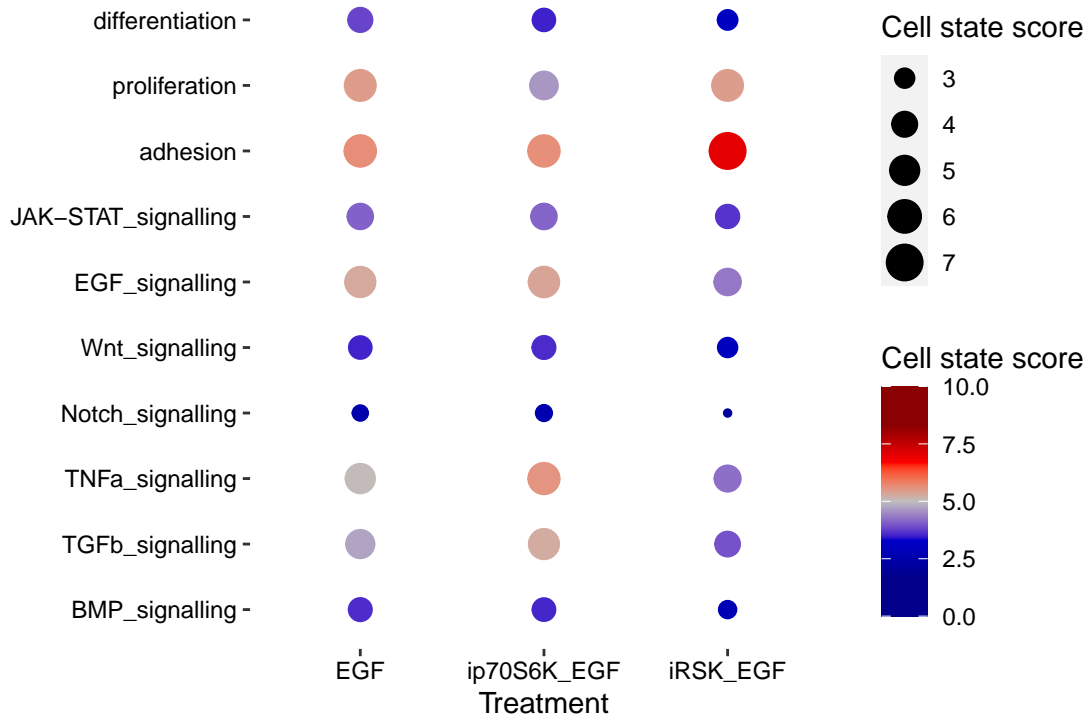 differentiation
proliferation
adhesion
JAK−STAT_signalling
EGF_signalling
Wnt_signalling
Notch_signalling
TNFa_signalling
TGFb_signalling
BMP_signalling
EGF
ip70S6K_EGF
iRSK_EGF
Treatment
Cell state score
3
4
5
6
7
Cell state score
10.0
7.5
5.0
2.5
0.0